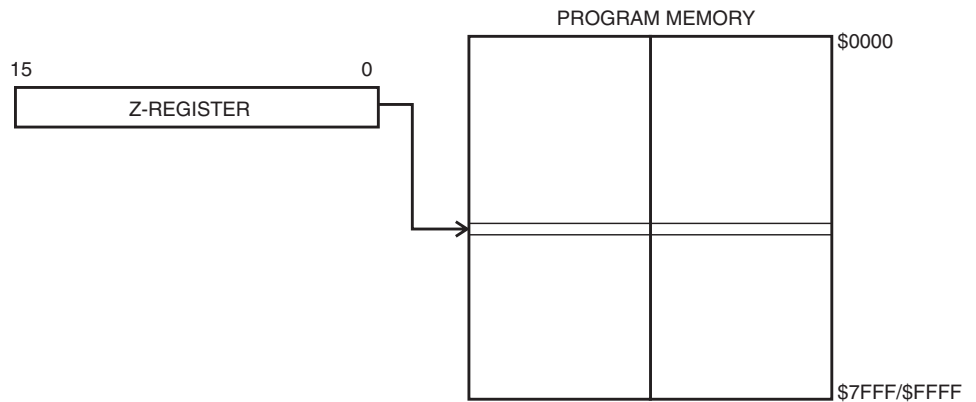 PROGRAM MEMORY
$0000
15 0
Z-REGISTER
$7FFF/$FFFF